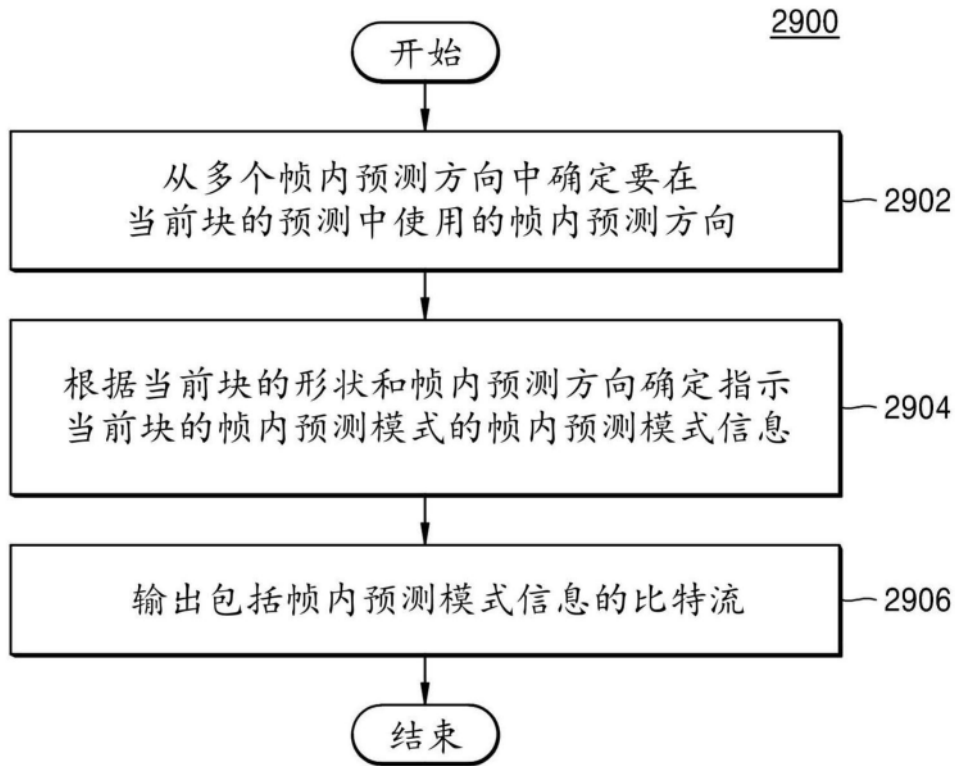 2900
开始
从多个帧内预测方向中确定要在
当前块的预测中使用的帧内预测方向
2902
根据当前块的形状和帧内预测方向确定指示
当前块的帧内预测模式的帧内预测模式信息
2904
输出包括帧内预测模式信息的比特流
2906
结束